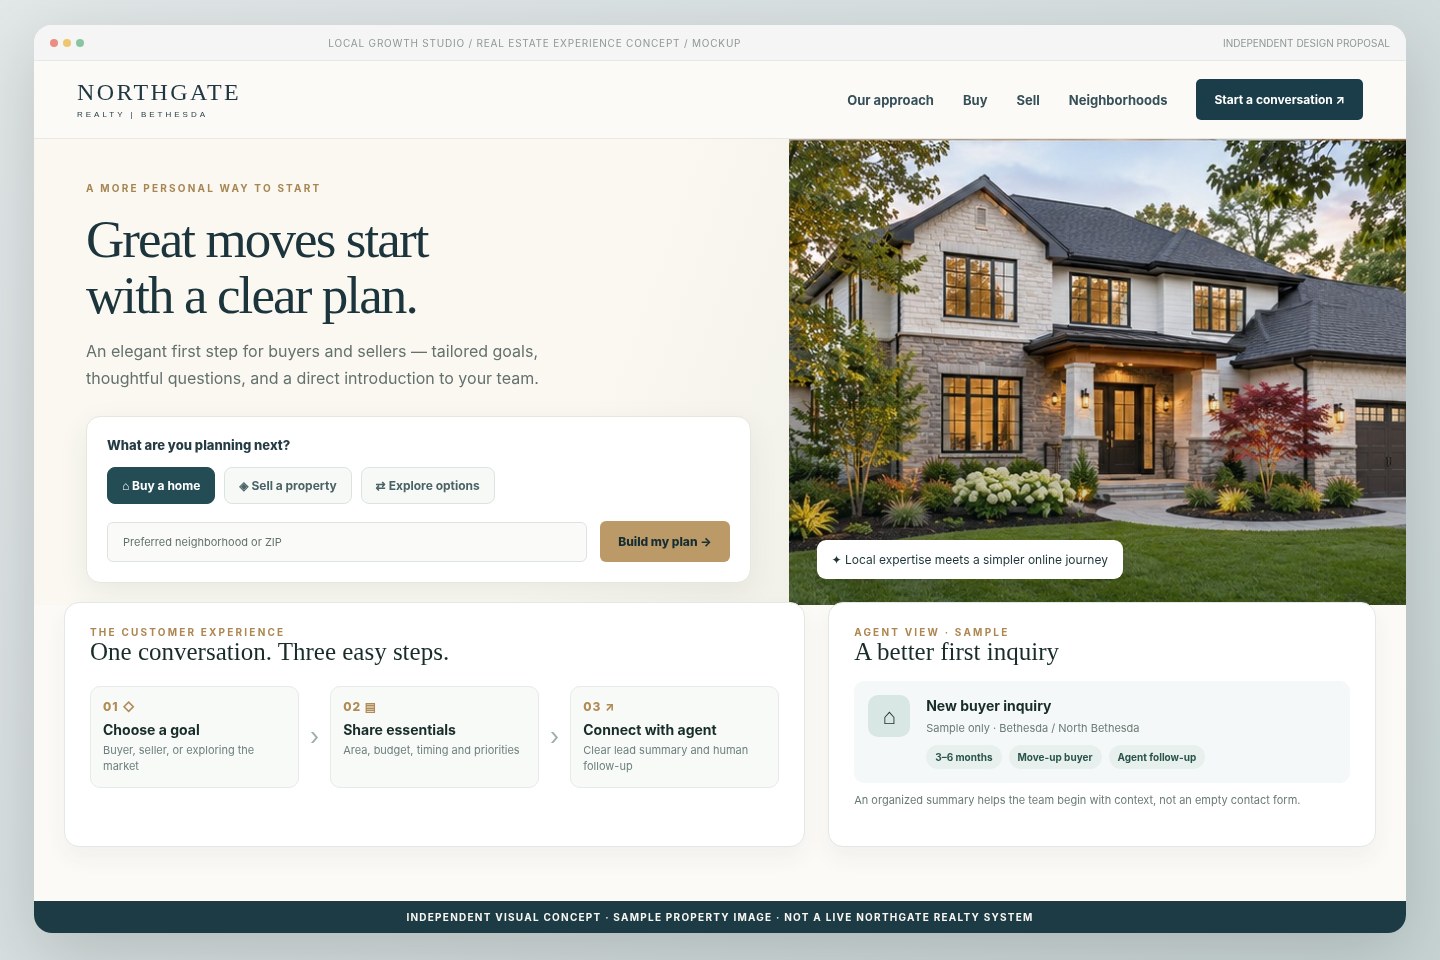 LOCAL GROWTH STUDIO / REAL ESTATE EXPERIENCE CONCEPT / MOCKUP
INDEPENDENT DESIGN PROPOSAL
NORTHGATE
REALTY | BETHESDA
Our approach
Buy
Sell
Neighborhoods
Start a conversation ↗
A MORE PERSONAL WAY TO START
Great moves start
with a clear plan.
An elegant first step for buyers and sellers — tailored goals,
thoughtful questions, and a direct introduction to your team.
What are you planning next?
⌂ Buy a home
◈ Sell a property
⇄ Explore options
Preferred neighborhood or ZIP
Build my plan →
✦ Local expertise meets a simpler online journey
THE CUSTOMER EXPERIENCE
One conversation. Three easy steps.
01 ◇
Choose a goal
Buyer, seller, or exploring the
market
›
02 ▤
Share essentials
Area, budget, timing and priorities
›
03 ↗
Connect with agent
Clear lead summary and human
follow-up
AGENT VIEW · SAMPLE
A better first inquiry
⌂
New buyer inquiry
Sample only · Bethesda / North Bethesda
3–6 months
Move-up buyer
Agent follow-up
An organized summary helps the team begin with context, not an empty contact form.
INDEPENDENT VISUAL CONCEPT · SAMPLE PROPERTY IMAGE · NOT A LIVE NORTHGATE REALTY SYSTEM